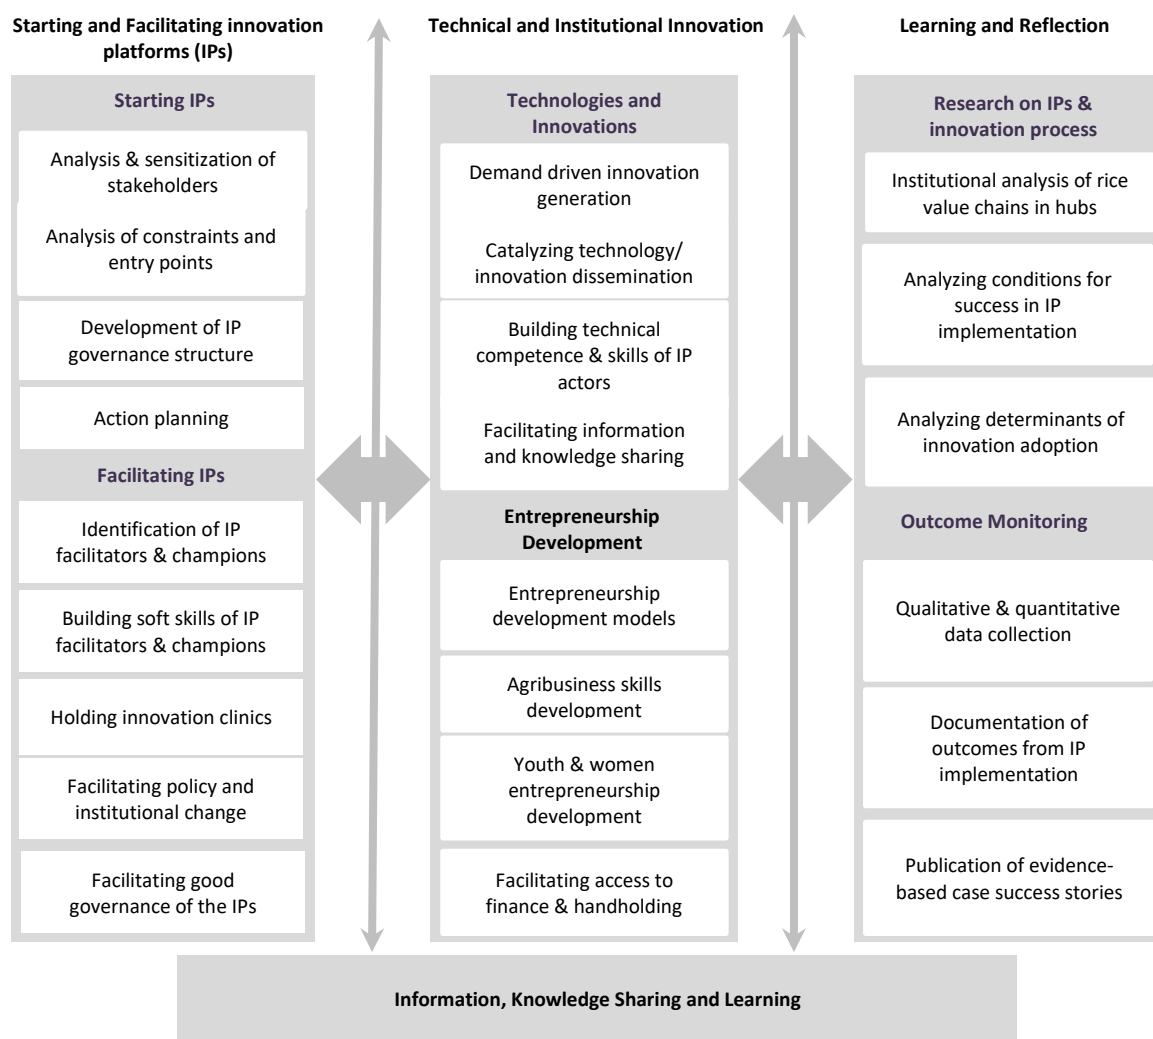 Starting and Facilitating innovation
platforms (IPs)
Starting IPs
Analysis & sensitization of
stakeholders
Analysis of constraints and
entry points
Development of IP
governance structure
Action planning
Facilitating IPs
Identification of IP
facilitators & champions
Building soft skills of IP
facilitators & champions
Holding innovation clinics
Facilitating policy and
institutional change
Facilitating good
governance of the IPs
Technical and Institutional Innovation
Technologies and
Innovations
Demand driven innovation
generation
Catalyzing technology/
innovation dissemination
Building technical
competence & skills of IP
actors
Facilitating information
and knowledge sharing
Entrepreneurship
Development
Entrepreneurship
development models
Agribusiness skills
development
Youth & women
entrepreneurship
development
Facilitating access to
finance & handholding
Learning and Reflection
Research on IPs &
innovation process
Institutional analysis of rice
value chains in hubs
Analyzing conditions for
success in IP
implementation
Analyzing determinants of
innovation adoption
Outcome Monitoring
Qualitative & quantitative
data collection
Documentation of
outcomes from IP
implementation
Publication of evidence-
based case success stories
Information, Knowledge Sharing and Learning